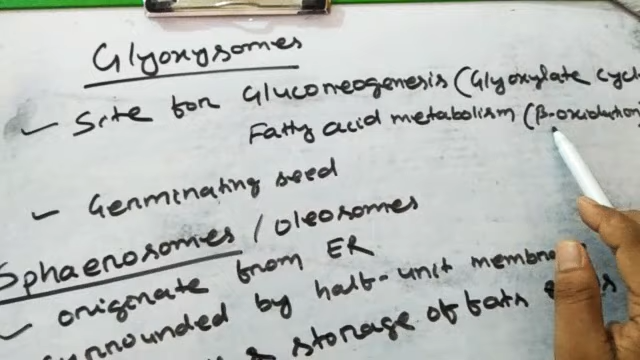 Glyoxysomes
✓ Site for Gluconeogenesis (Glyoxylate Cycl
Fatty acid metabolism (β-oxidation
✓ Germinating seed
Sphaerosomes / oleosomes
✓ originate from ER
surrounded by half-unit membra
storage of fats